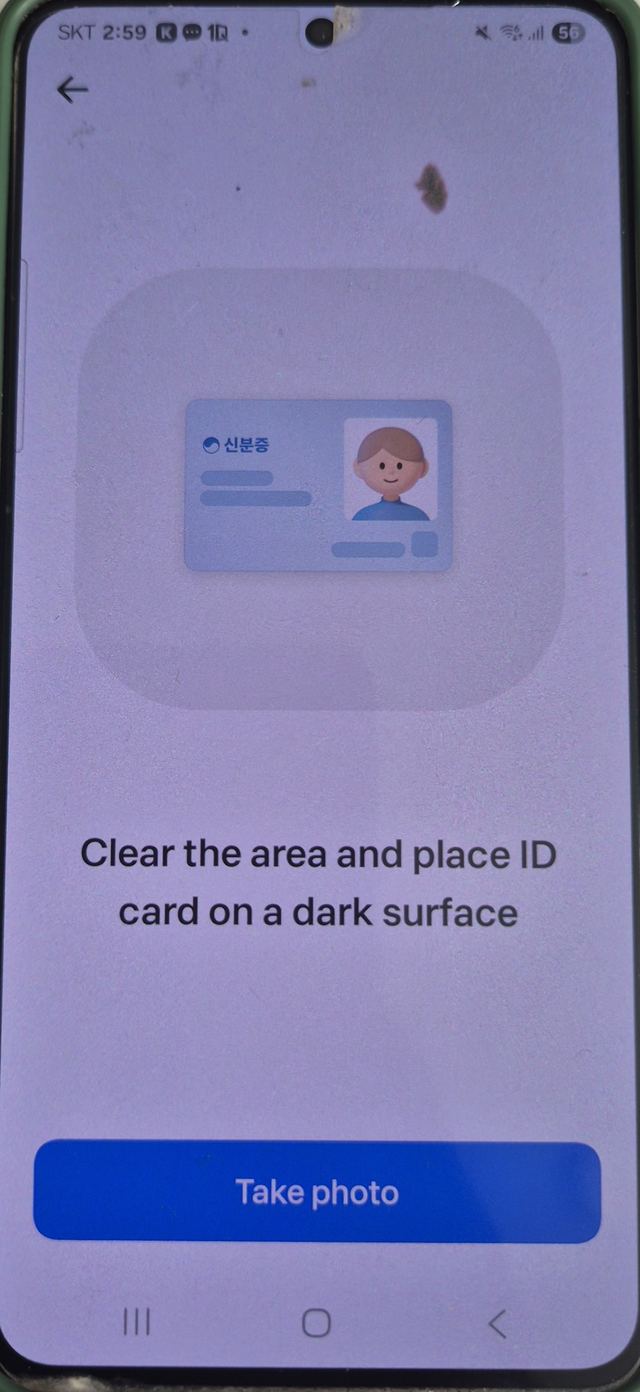 SKT 2:59
56
신분증
Clear the area and place ID
card on a dark surface
Take photo